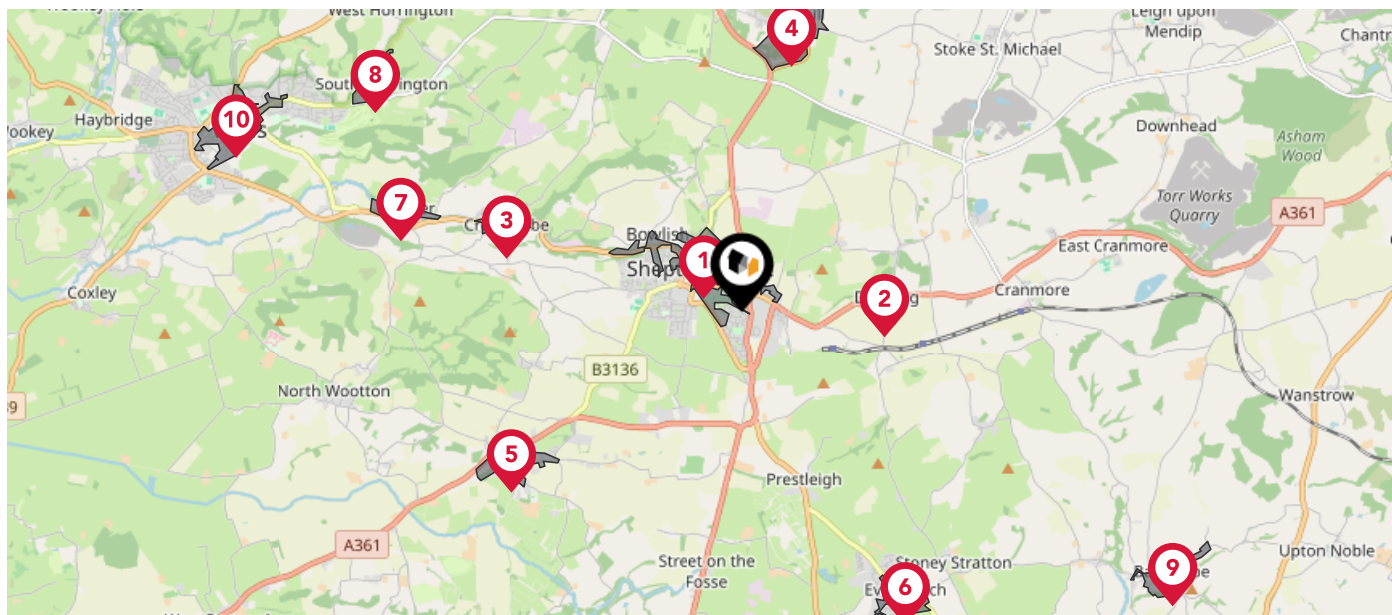 West Horrington
4
Leigh upon
Mendip
Stoke St. Michael
Chantr
8
10
Haybridge
Downhead
Asham
Wood
Torr Works
Quarry
A361
7
3
Bowlish
1
East Cranmore
Coxley
2
Cranmore
B3136
North Wootton
Wanstrow
5
Prestleigh
A361
Street on the
Fosse
Stoney Stratton
6
9
Upton Noble